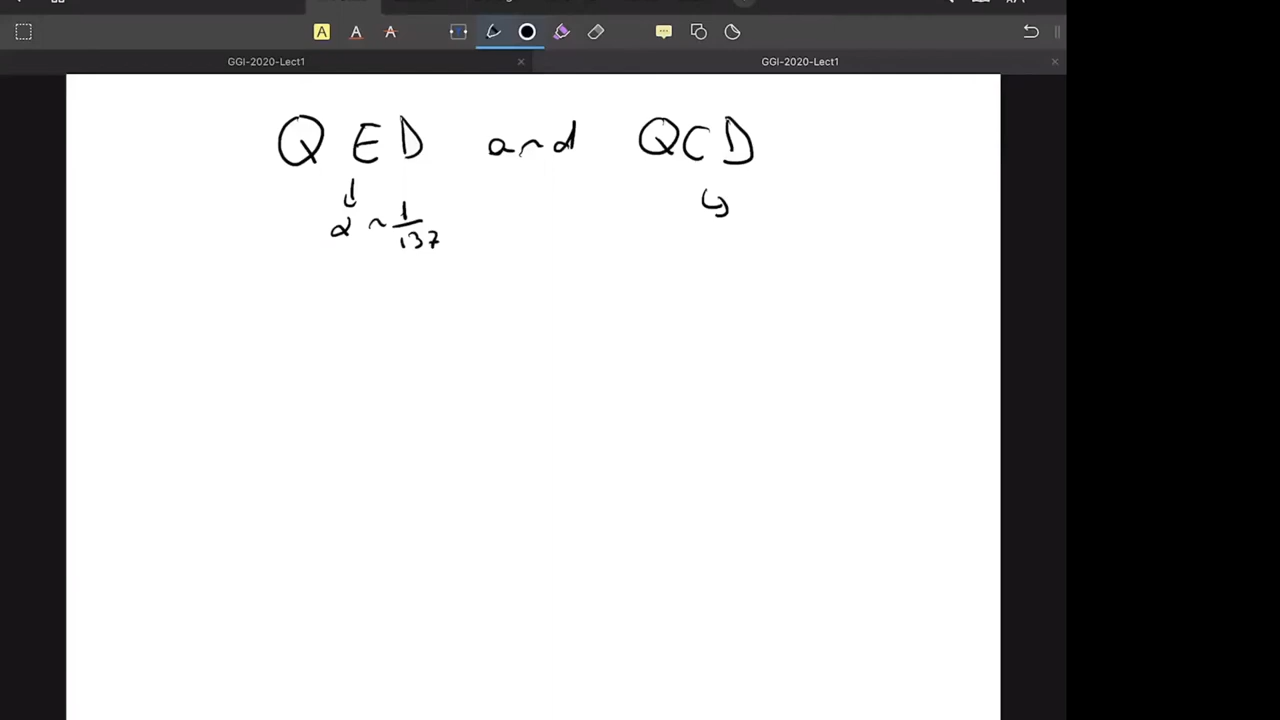 A A A
GGI-2020-Lect1 GGI-2020-Lect1
QED and QCD
↓ ↳
α ~ 1/137